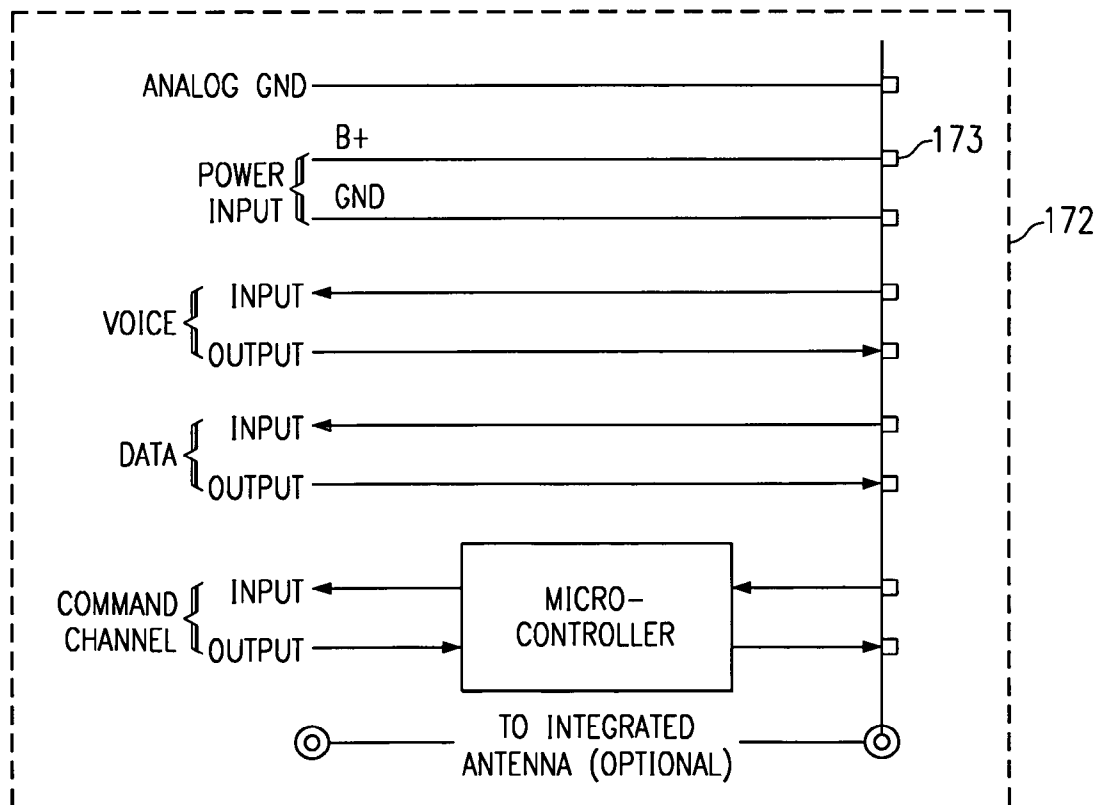 ANALOG GND
B+
173
POWER
INPUT
GND
172
VOICE
INPUT
OUTPUT
DATA
INPUT
OUTPUT
COMMAND
CHANNEL
INPUT
OUTPUT
MICRO-
CONTROLLER
TO INTEGRATED
ANTENNA (OPTIONAL)